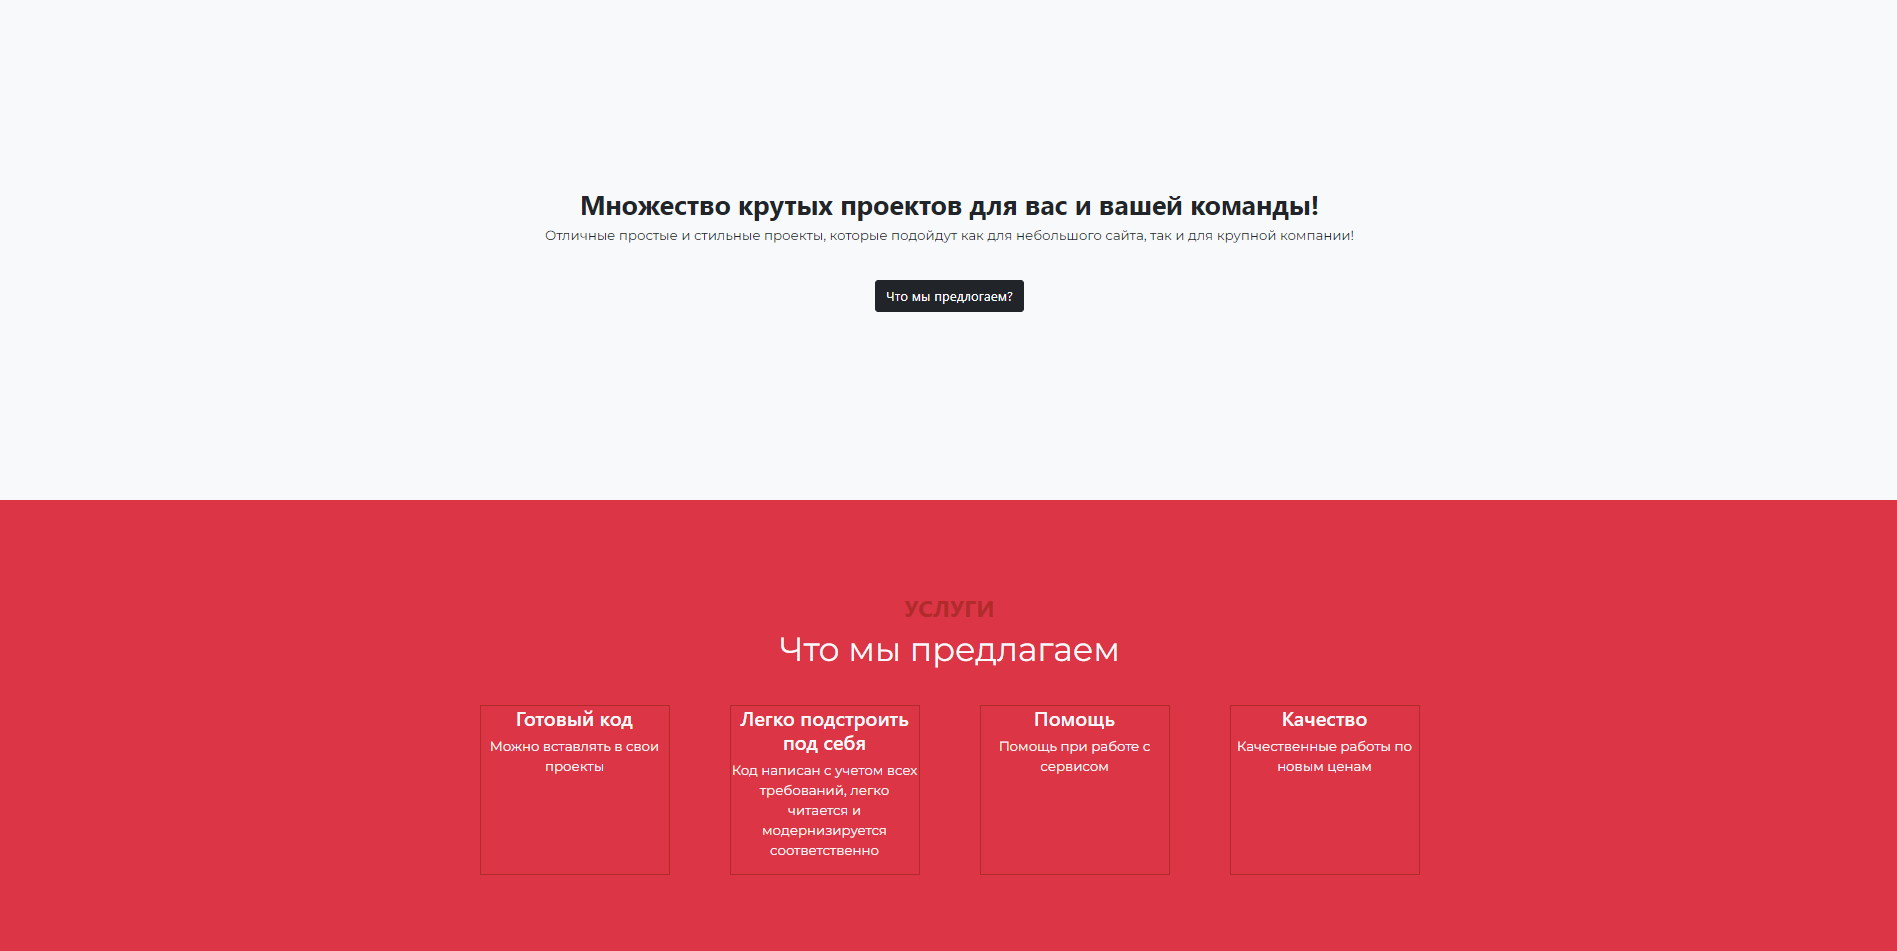 Множество крутых проектов для вас и вашей команды!
Отличные простые и стильные проекты, которые подойдут как для небольшого сайта, так и для крупной компании!
Что мы предлогаем?
УСЛУГИ
Что мы предлагаем
Готовый код
Можно вставлять в свои
проекты
Легко подстроить
под себя
Код написан с учетом всех
требований, легко
читается и
модернизируется
соответственно
Помощь
Помощь при работе с
сервисом
Качество
Качественные работы по
новым ценам